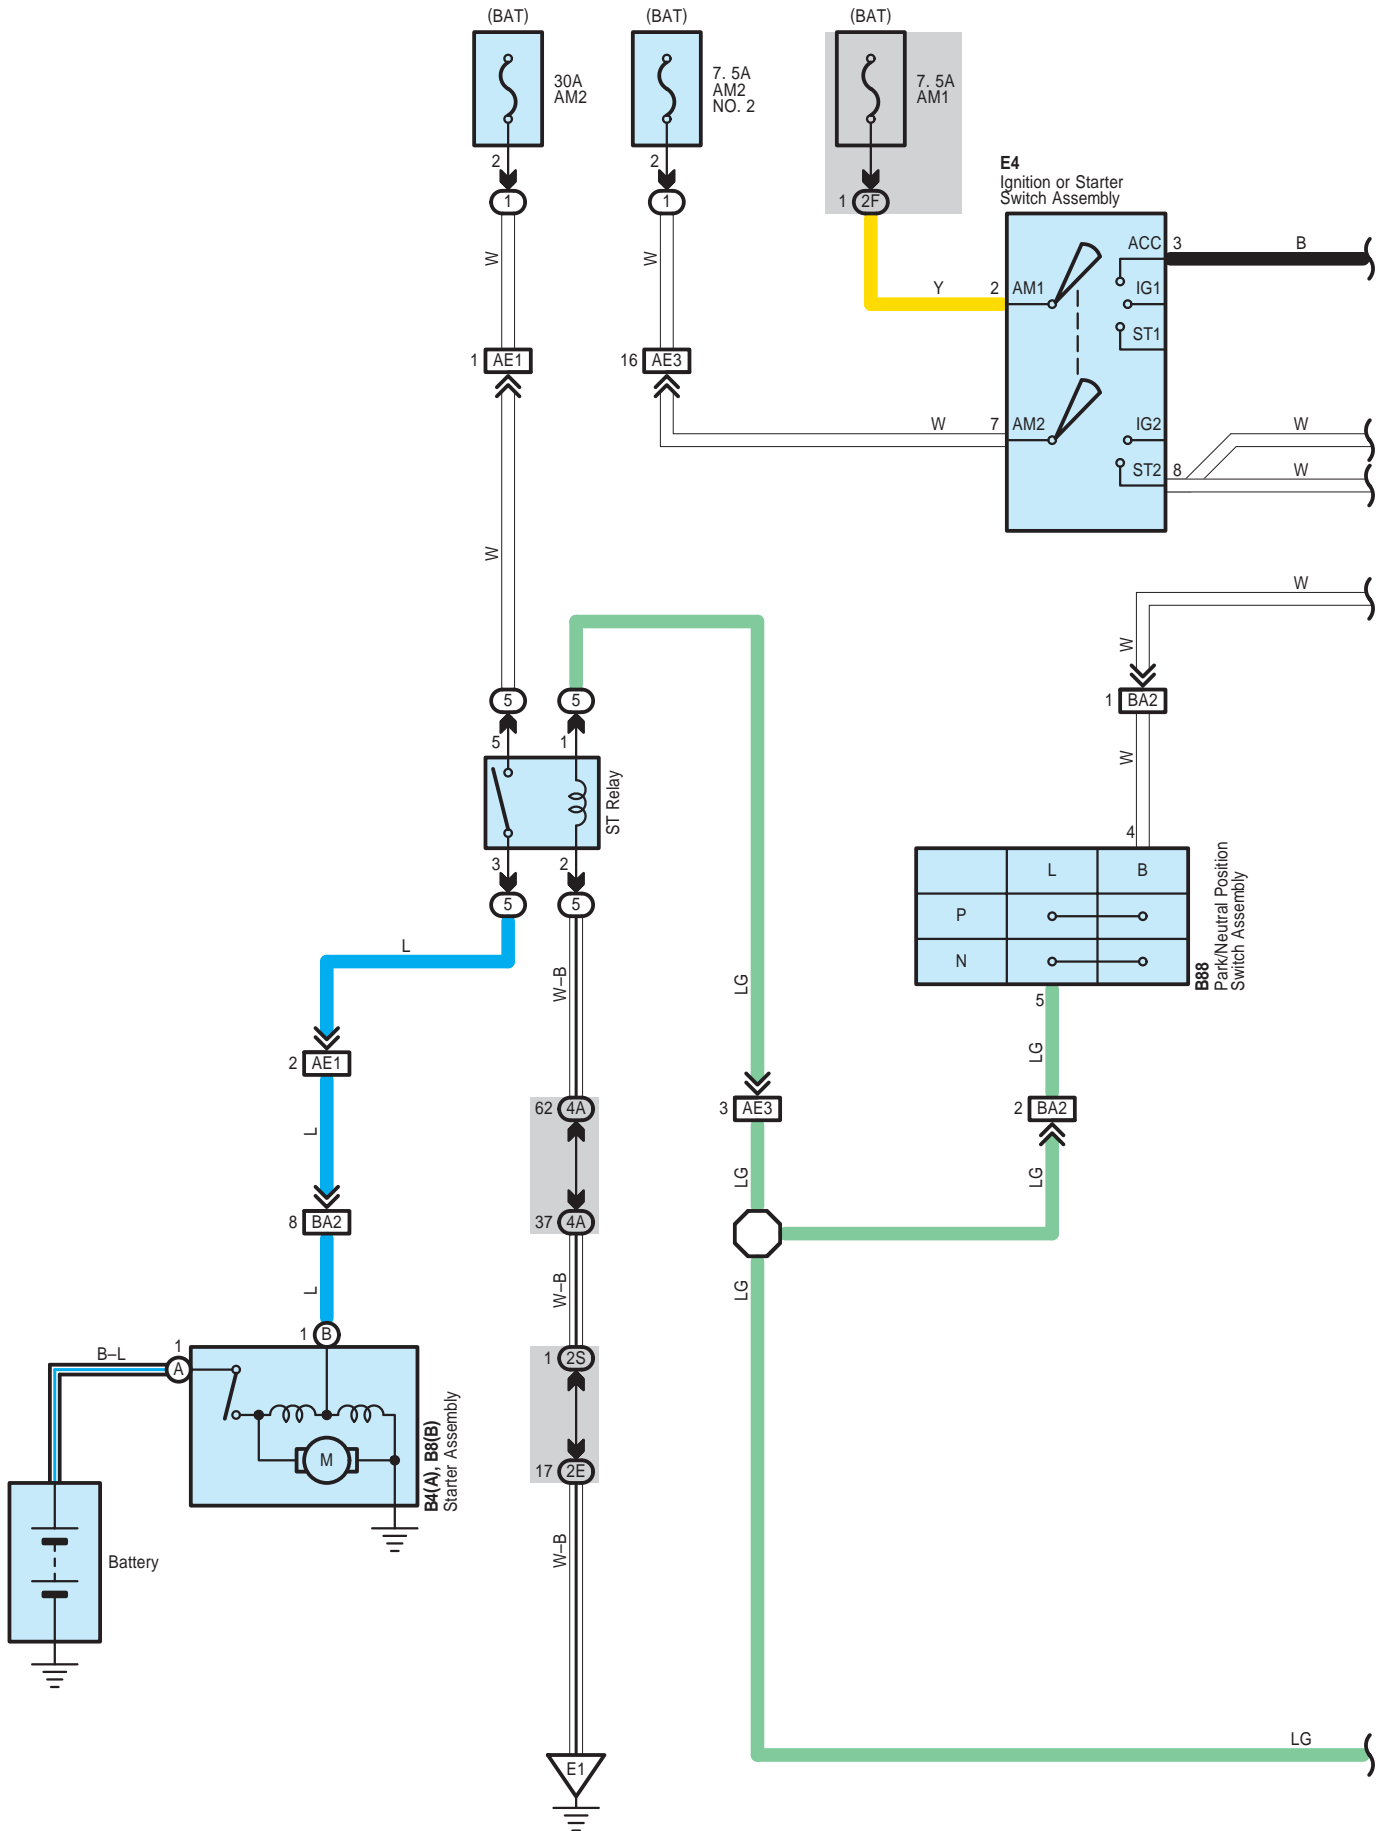 (BAT)
(BAT)
(BAT)
30A
AM2
7. 5A
AM2
NO. 2
7. 5A
AM1
2
2
1
1
1 2F
E4
Ignition or Starter
Switch Assembly
W
W
Y
2 AM1
ACC 3
B
IG1
ST1
1 AE1
16 AE3
W
7 AM2
IG2
W
ST2 8
W
W
W
W
1 BA2
W
5
5
5
1
ST Relay
3
2
5
5
4
L
B
P
N
B88
Park/Neutral Position
Switch Assembly
5
L
W–B
LG
LG
2 AE1
62 4A
3 AE3
2 BA2
L
LG
LG
8 BA2
37 4A
L
W–B
LG
1 B
1
A
B–L
1 2S
M
B4(A), B8(B)
Starter Assembly
17 2E
Battery
W–B
E1
LG